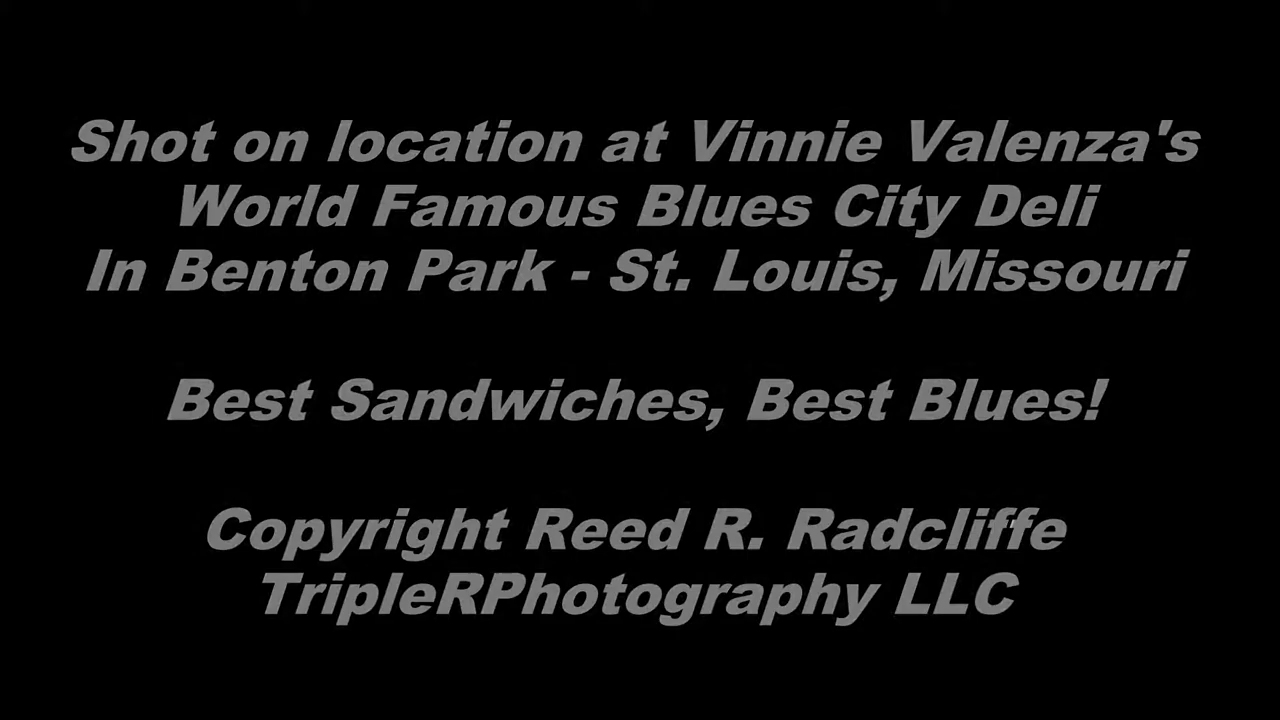 Shot on location at Vinnie Valenza's
World Famous Blues City Deli
In Benton Park - St. Louis, Missouri
Best Sandwiches, Best Blues!
Copyright Reed R. Radcliffe
TripleRPhotography LLC